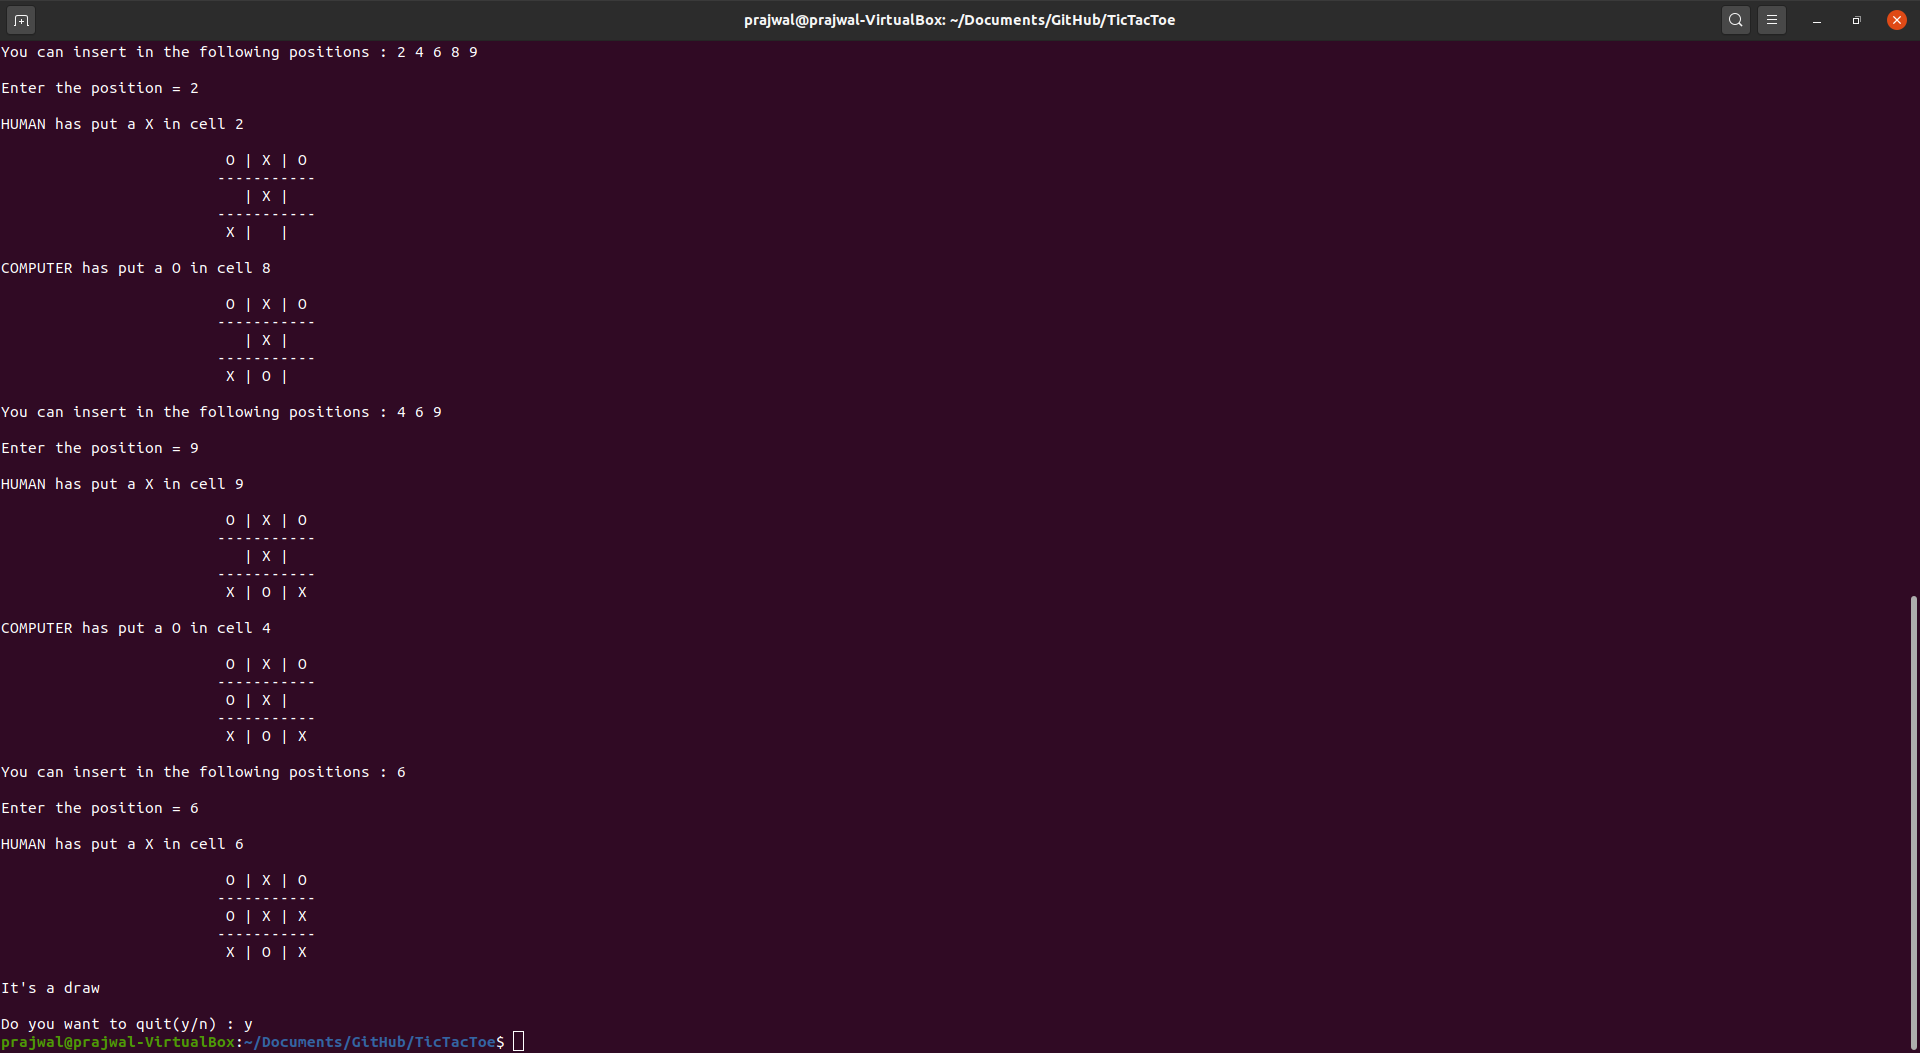 prajwal@prajwal-VirtualBox: ~/Documents/GitHub/TicTacToe
You can insert in the following positions : 2 4 6 8 9
Enter the position = 2
HUMAN has put a X in cell 2
O | X | O
-----------
  | X |
-----------
X |   |
COMPUTER has put a O in cell 8
O | X | O
-----------
  | X |
-----------
X | O |
You can insert in the following positions : 4 6 9
Enter the position = 9
HUMAN has put a X in cell 9
O | X | O
-----------
  | X |
-----------
X | O | X
COMPUTER has put a O in cell 4
O | X | O
-----------
O | X |
-----------
X | O | X
You can insert in the following positions : 6
Enter the position = 6
HUMAN has put a X in cell 6
O | X | O
-----------
O | X | X
-----------
X | O | X
It's a draw
Do you want to quit(y/n) : y
prajwal@prajwal-VirtualBox:~/Documents/GitHub/TicTacToe$